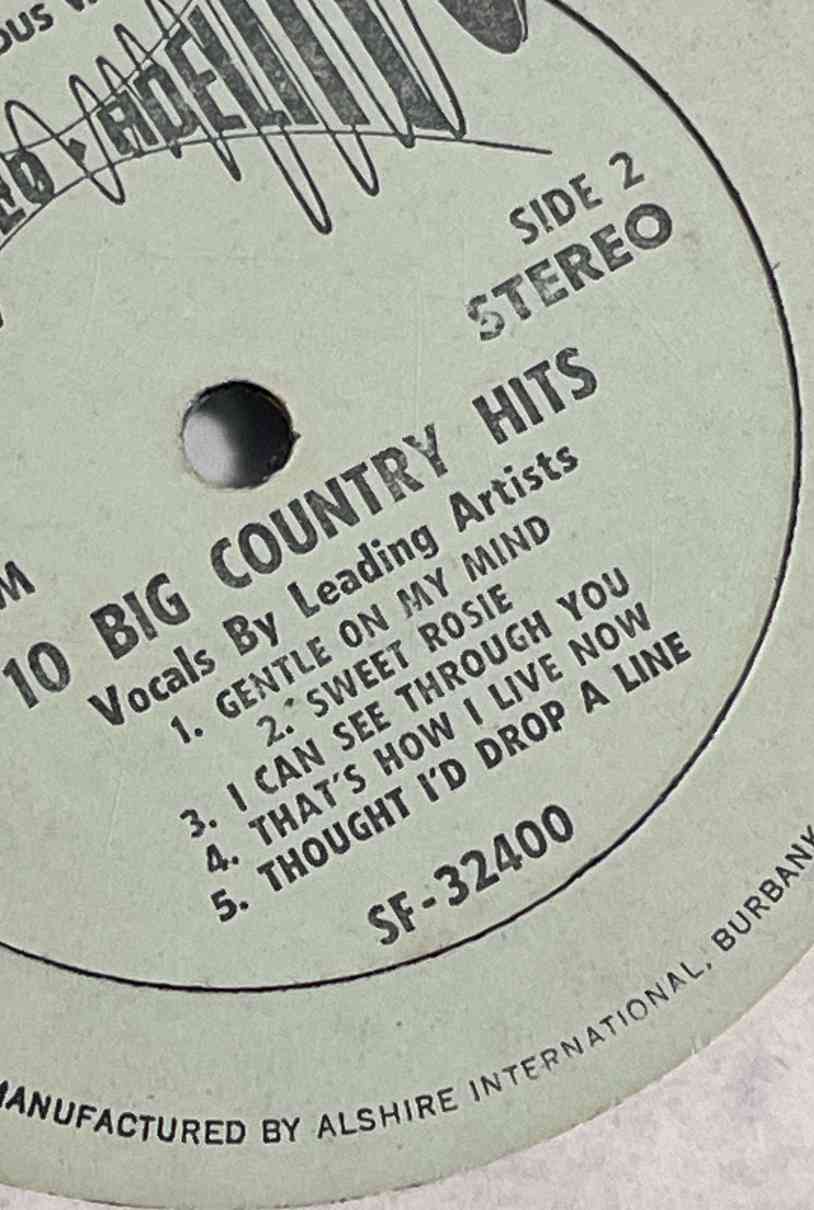 SIDE 2
STEREO
10 BIG COUNTRY HITS
Vocals By Leading Artists
1. GENTLE ON MY MIND
2. SWEET ROSIE
3. I CAN SEE THROUGH YOU
4. THAT'S HOW I LIVE NOW
5. THOUGHT I'D DROP A LINE
SF-32400
MANUFACTURED BY ALSHIRE INTERNATIONAL, BURBANK